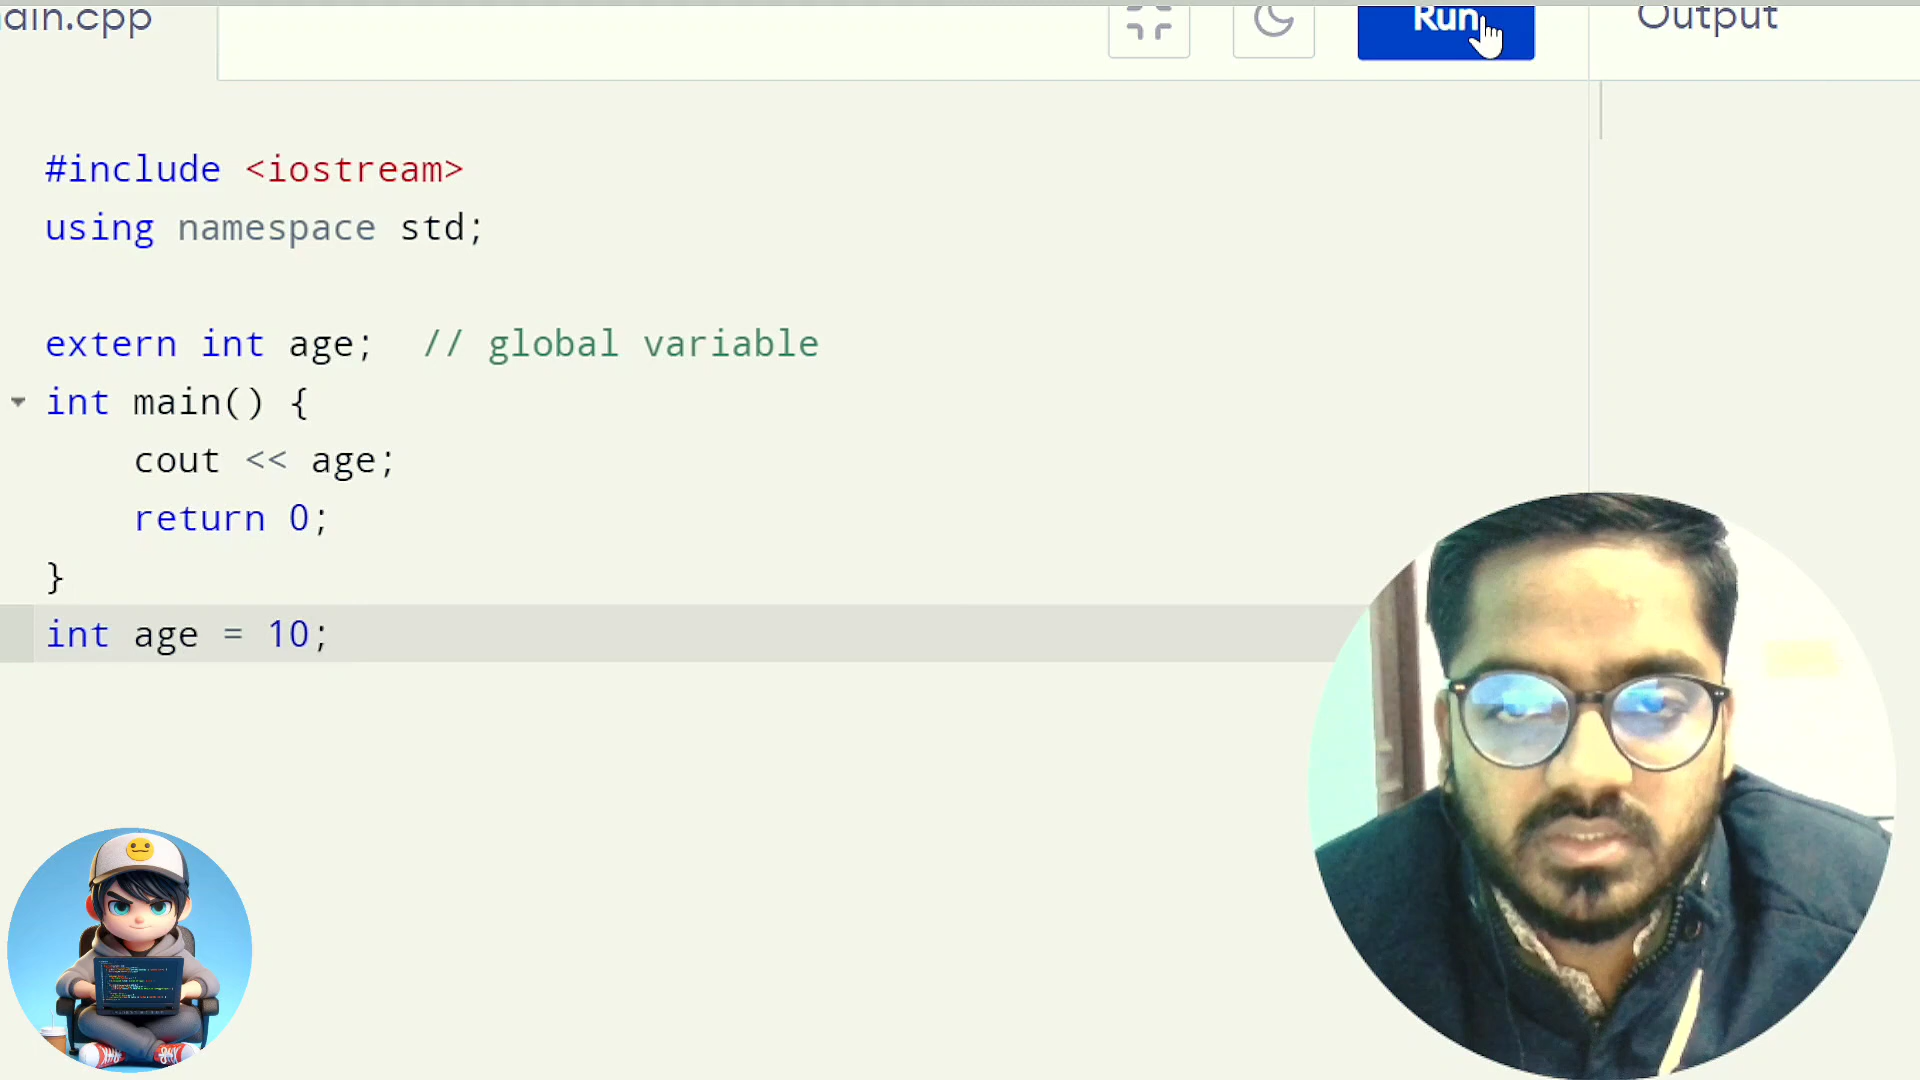 main.cpp
Run
Output
#include <iostream>
using namespace std;
extern int age;  // global variable
int main() {
    cout << age;
    return 0;
}
int age = 10;